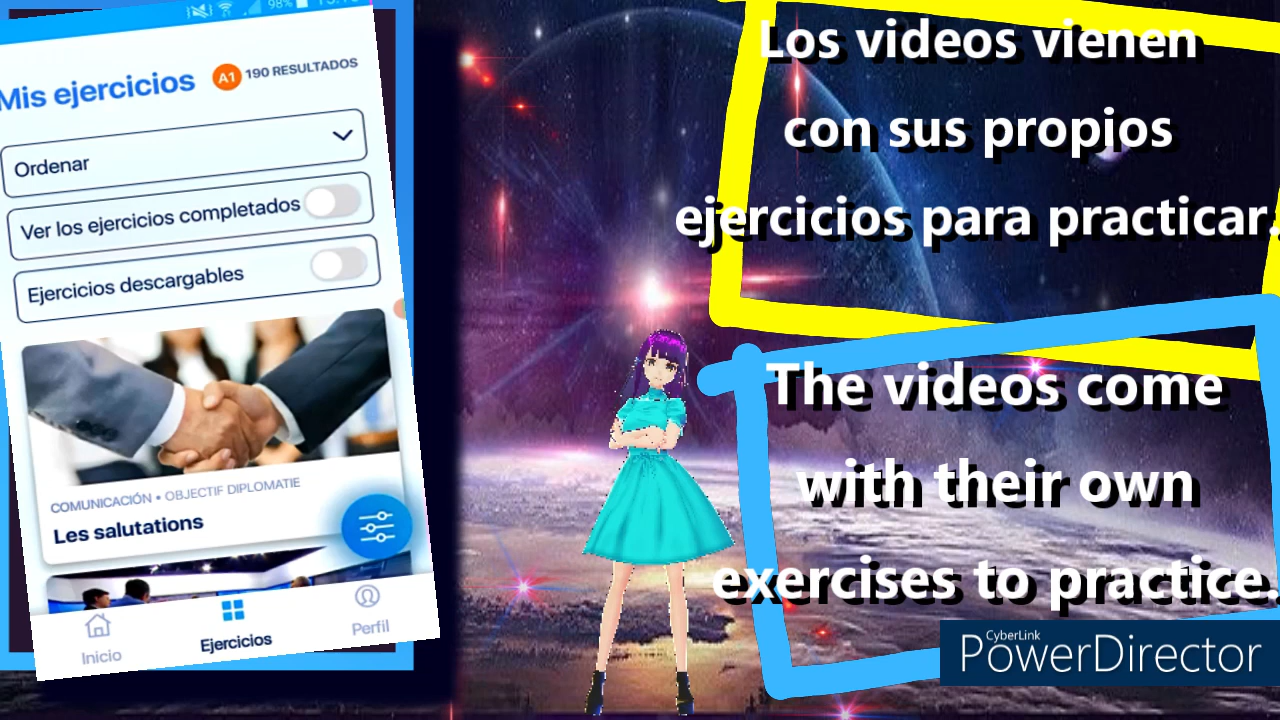 98%
Mis ejercicios A1 190 RESULTADOS
Ordenar
Ver los ejercicios completados
Ejercicios descargables
COMUNICACIÓN • OBJECTIF DIPLOMATIE
Les salutations
Inicio
Ejercicios
Perfil
Los videos vienen
con sus propios
ejercicios para practicar.
The videos come
with their own
exercises to practice.
CyberLink
PowerDirector